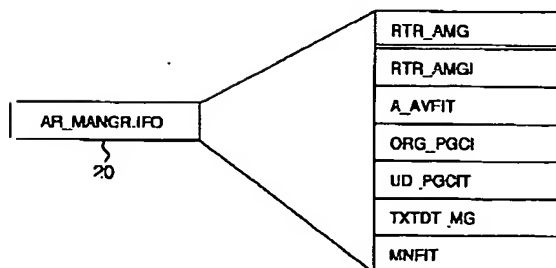 RTR_AMG
RTR_AMGI
AR_MANGR.IFO
A_AVFIT
ORG_PGCI
20
UD_PGCIT
TXTDT_MG
MNFIT